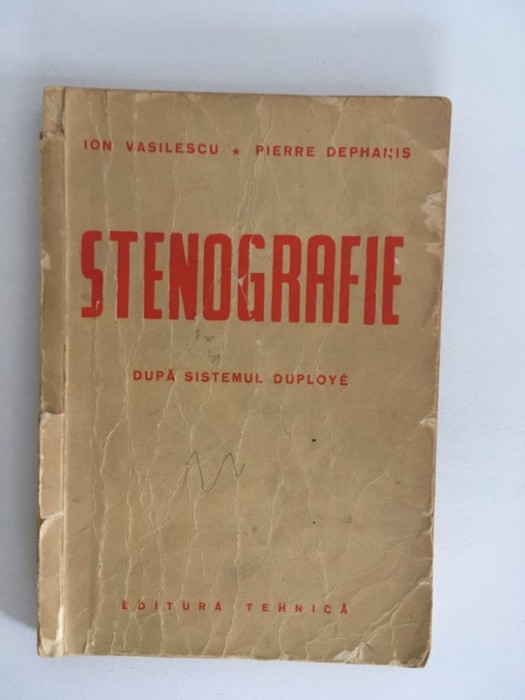 ION VASILESCU ★ PIERRE DEPHANIS
STENOGRAFIE
DUPĂ SISTEMUL DUPLOYÉ
EDITURA TEHNICĂ